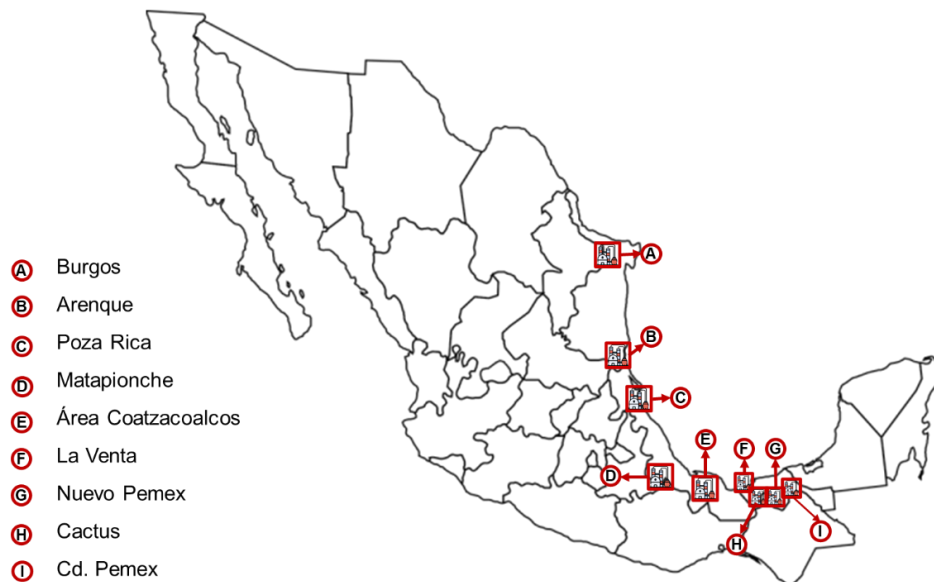 A Burgos
B Arenque
C Poza Rica
D Matapionche
E Área Coatzacoalcos
F La Venta
G Nuevo Pemex
H Cactus
I Cd. Pemex
A
B
C
E
F
G
D
H
I